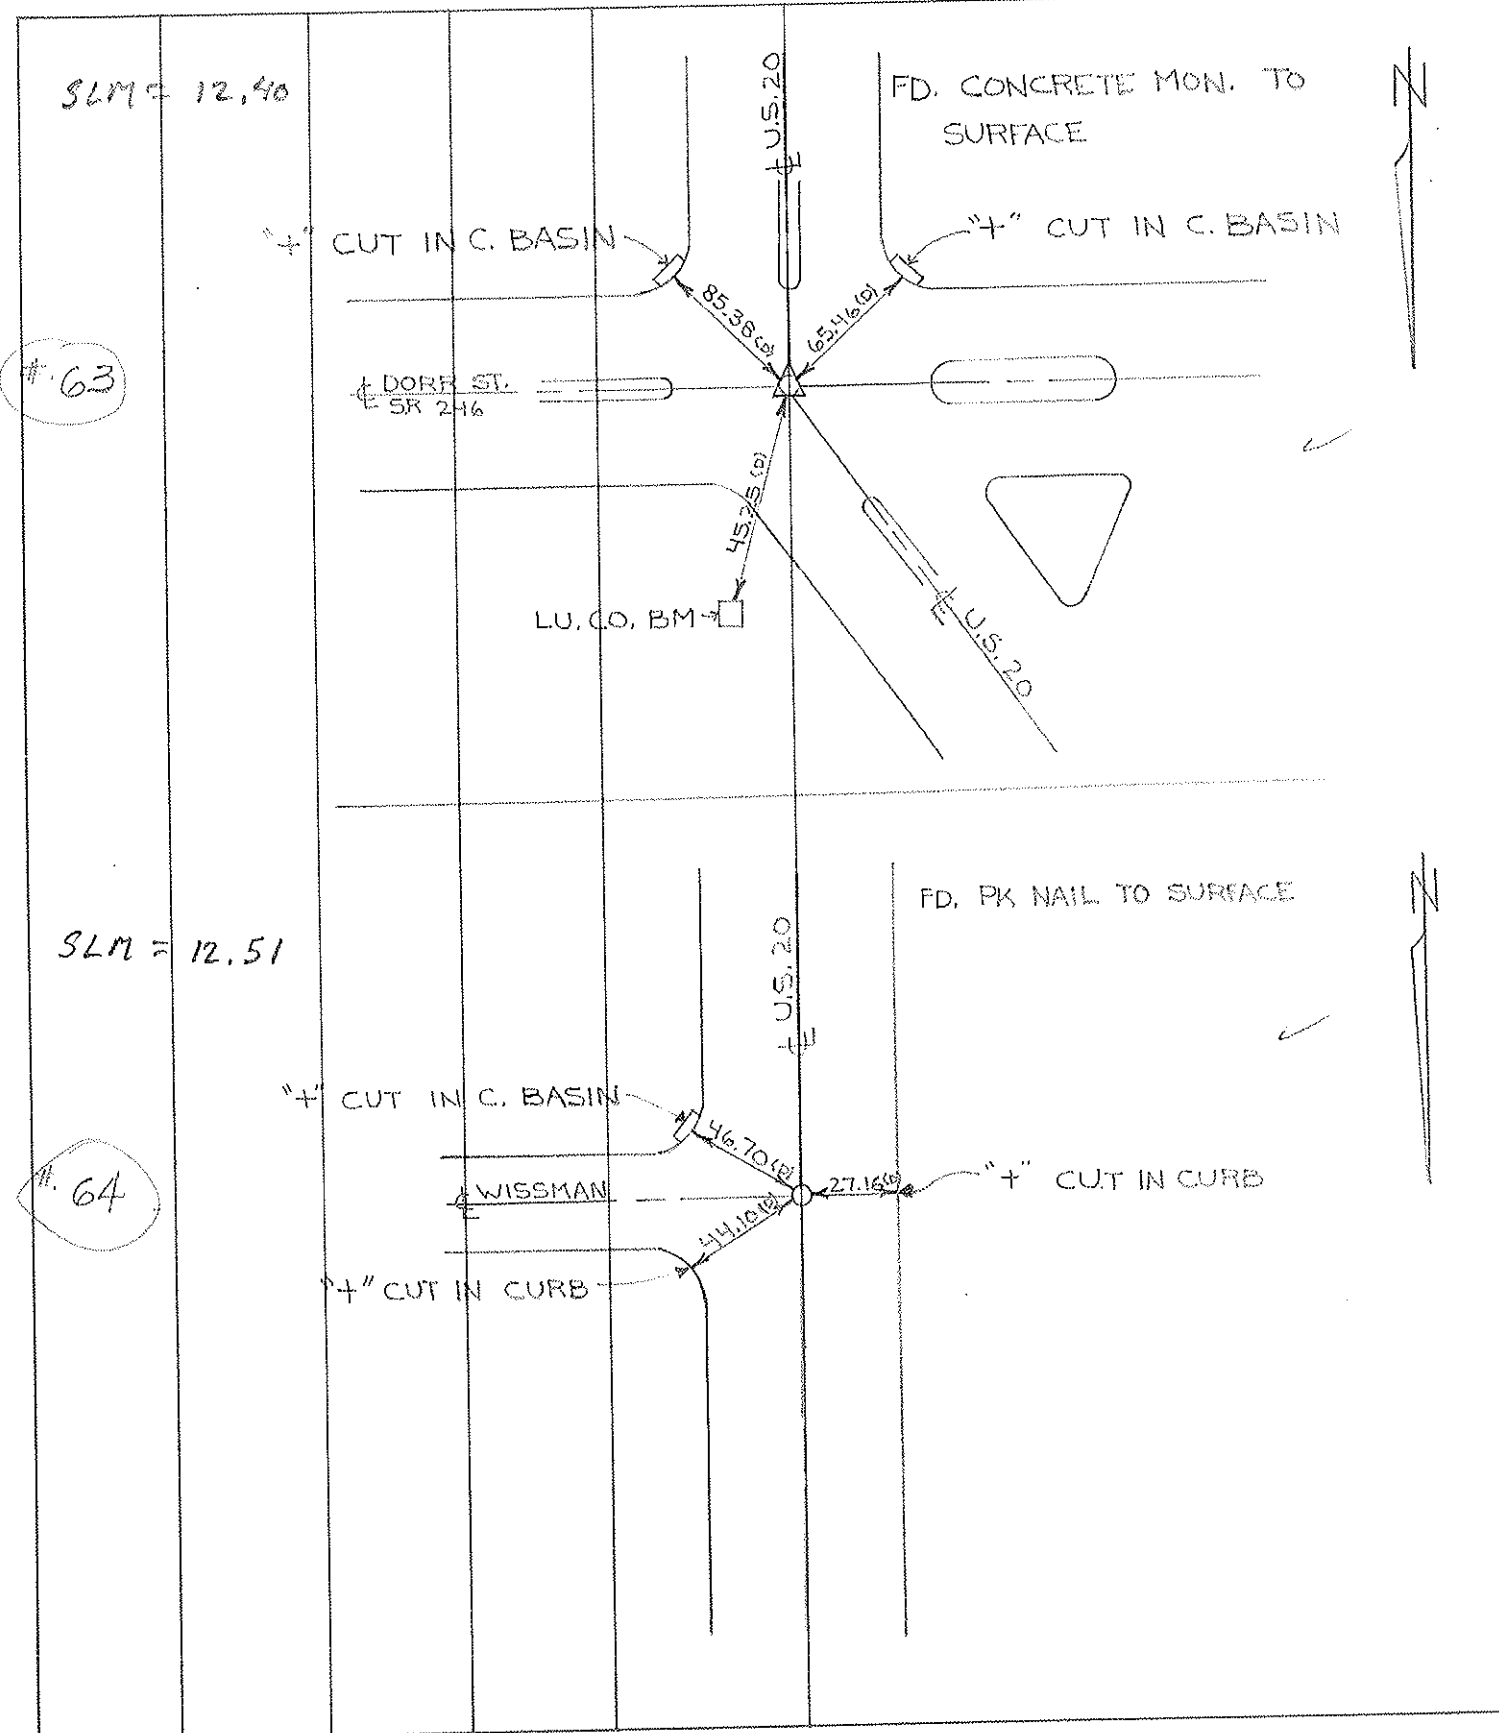 SLM = 12.40
℄ U.S. 20
FD. CONCRETE MON. TO
SURFACE
N
"+" CUT IN C. BASIN
"+" CUT IN C. BASIN
85.38 (D)
65.46 (D)
#. 63
℄ DORR ST.
SR 246
45.25 (D)
LU. CO. BM
℄ U.S. 20
FD. PK NAIL TO SURFACE
N
SLM = 12.51
℄ U.S. 20
"+" CUT IN C. BASIN
46.70 (D)
#. 64
℄ WISSMAN
27.16 (D)
"+" CUT IN CURB
44.10 (D)
"+" CUT IN CURB